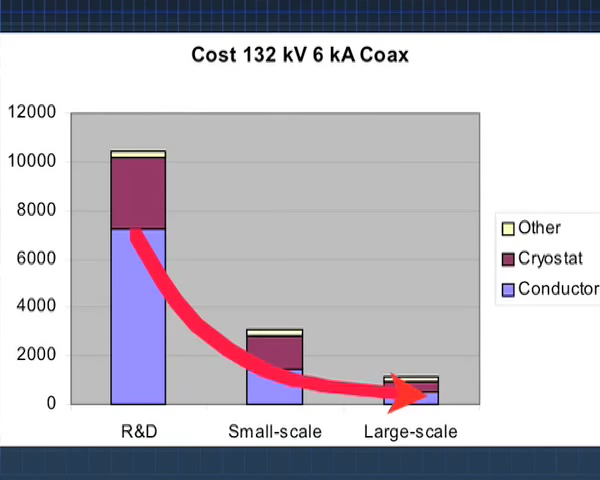 Cost 132 kV 6 kA Coax
12000
10000
8000
6000
4000
2000
0
R&D
Small-scale
Large-scale
Other
Cryostat
Conductor